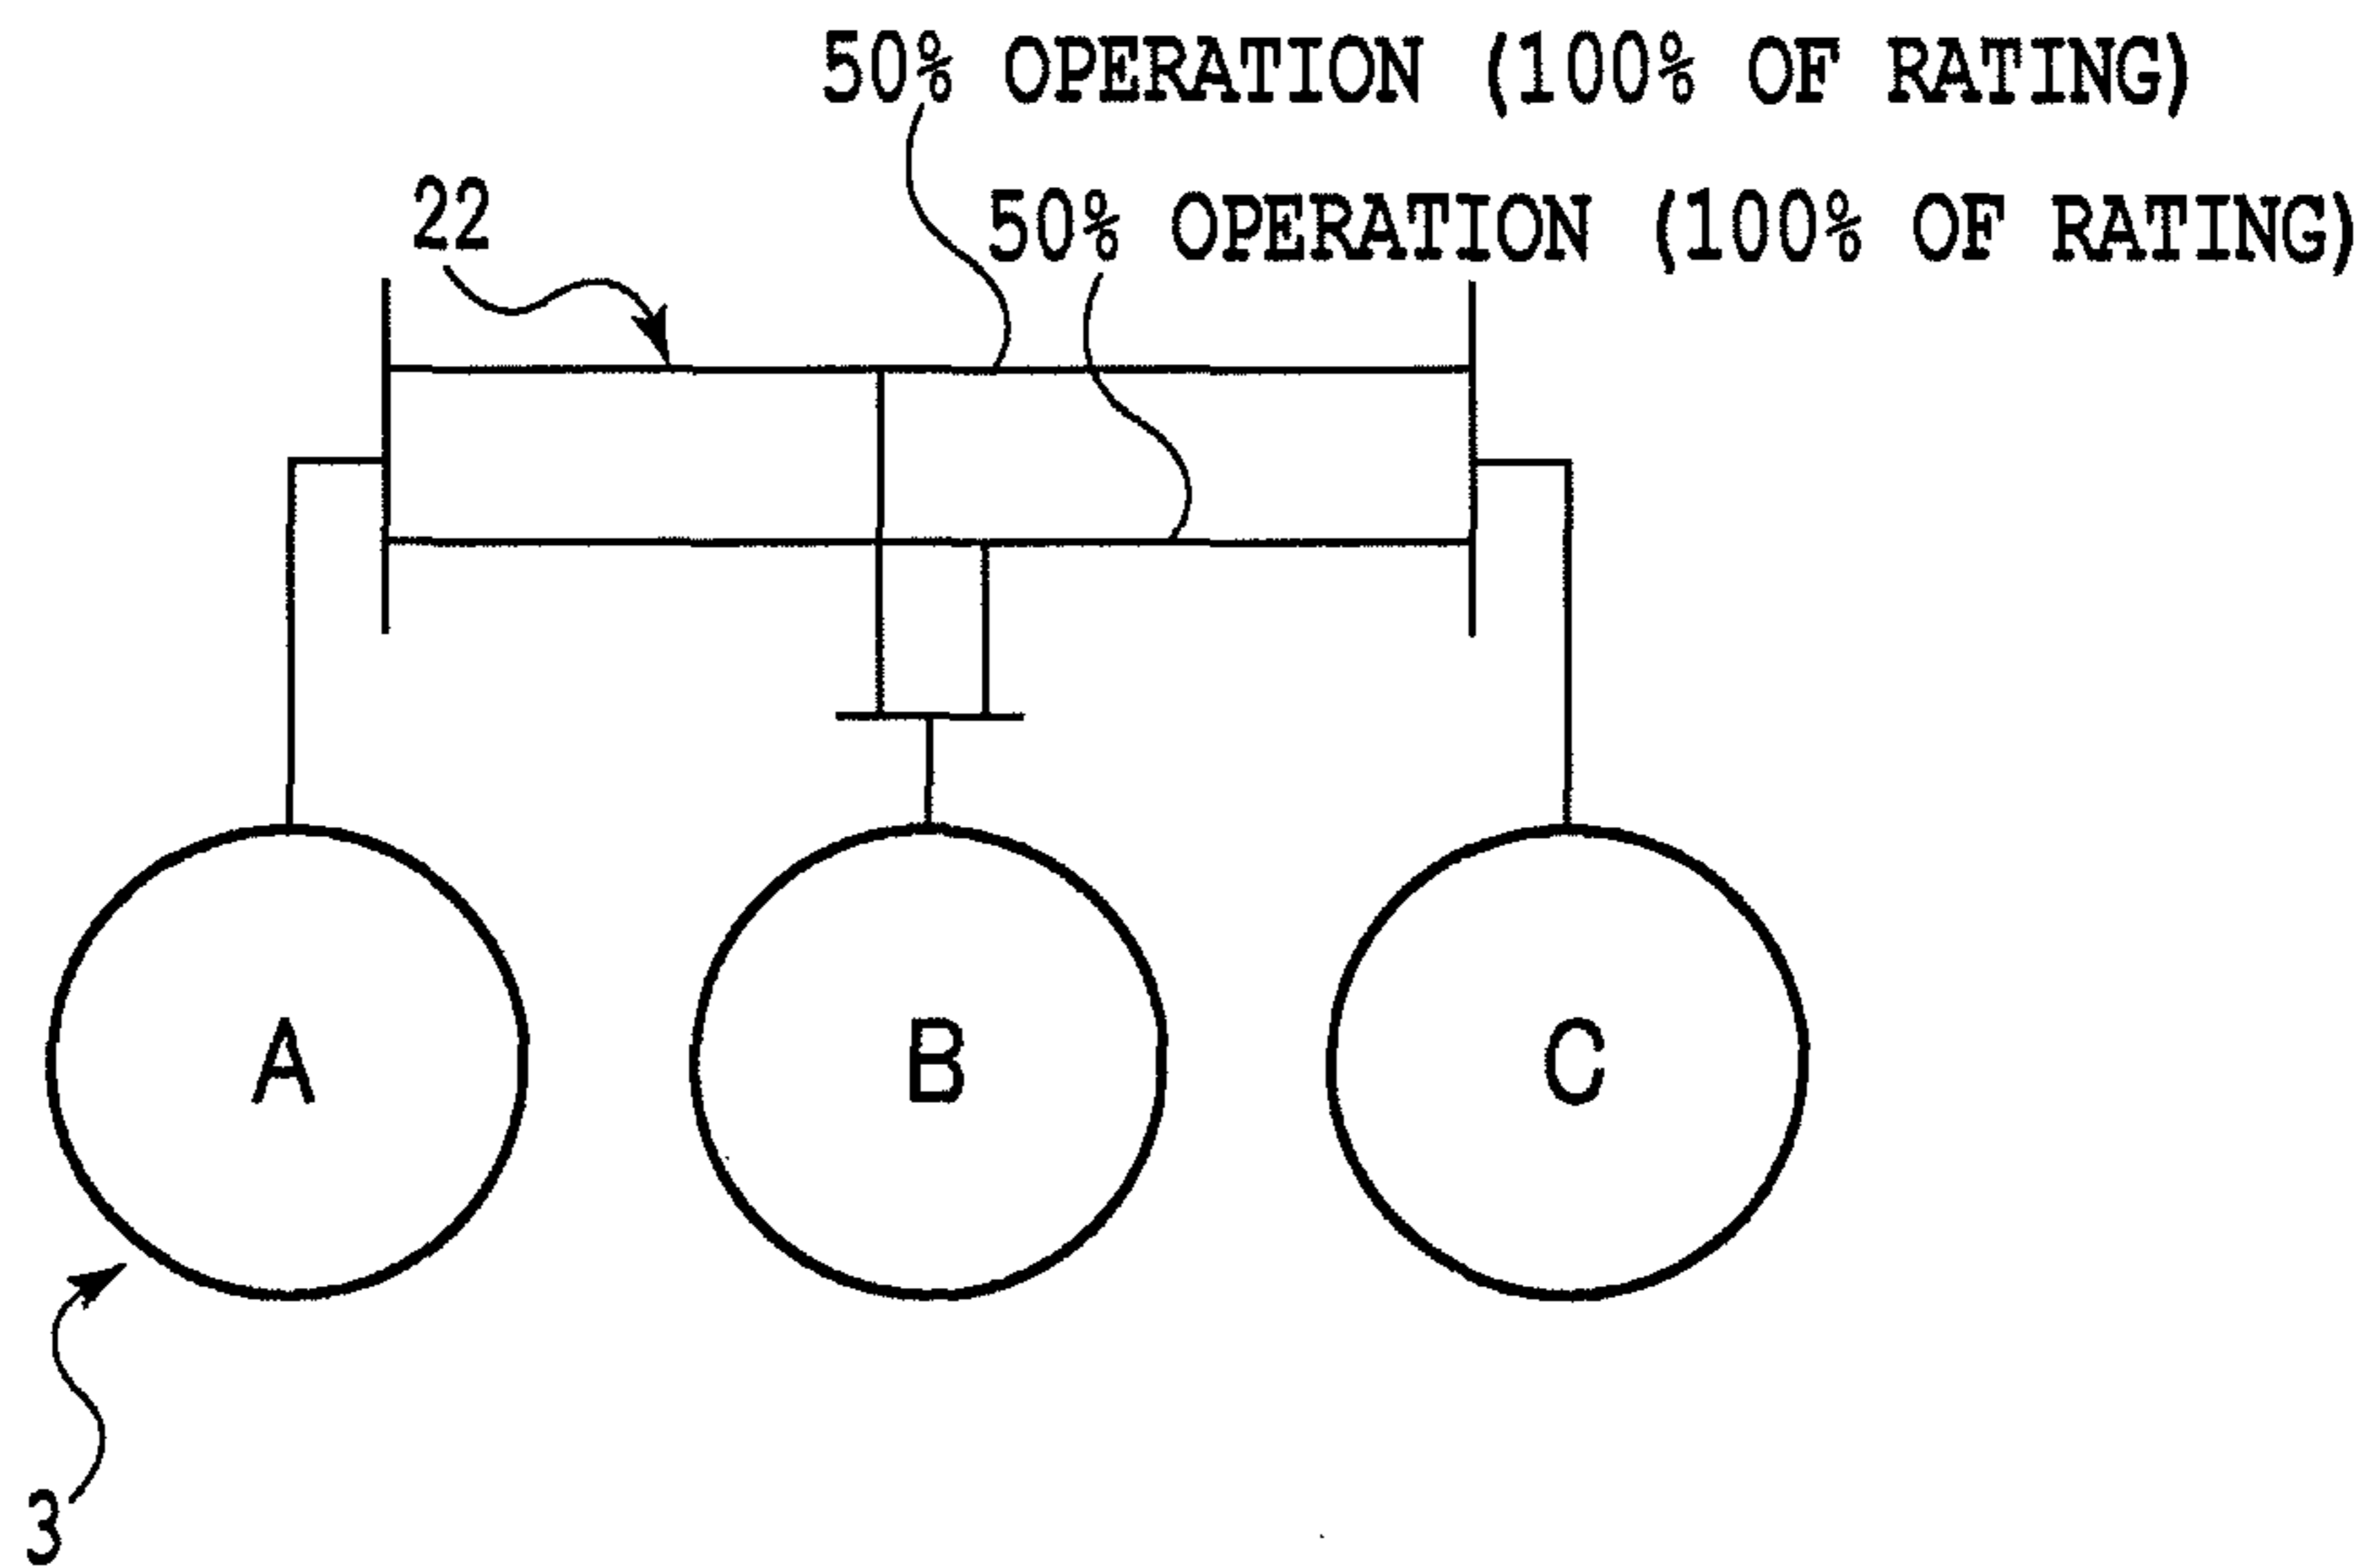 50% OPERATION (100% OF RATING)
50% OPERATION (100% OF RATING)
22
A
B
C
3